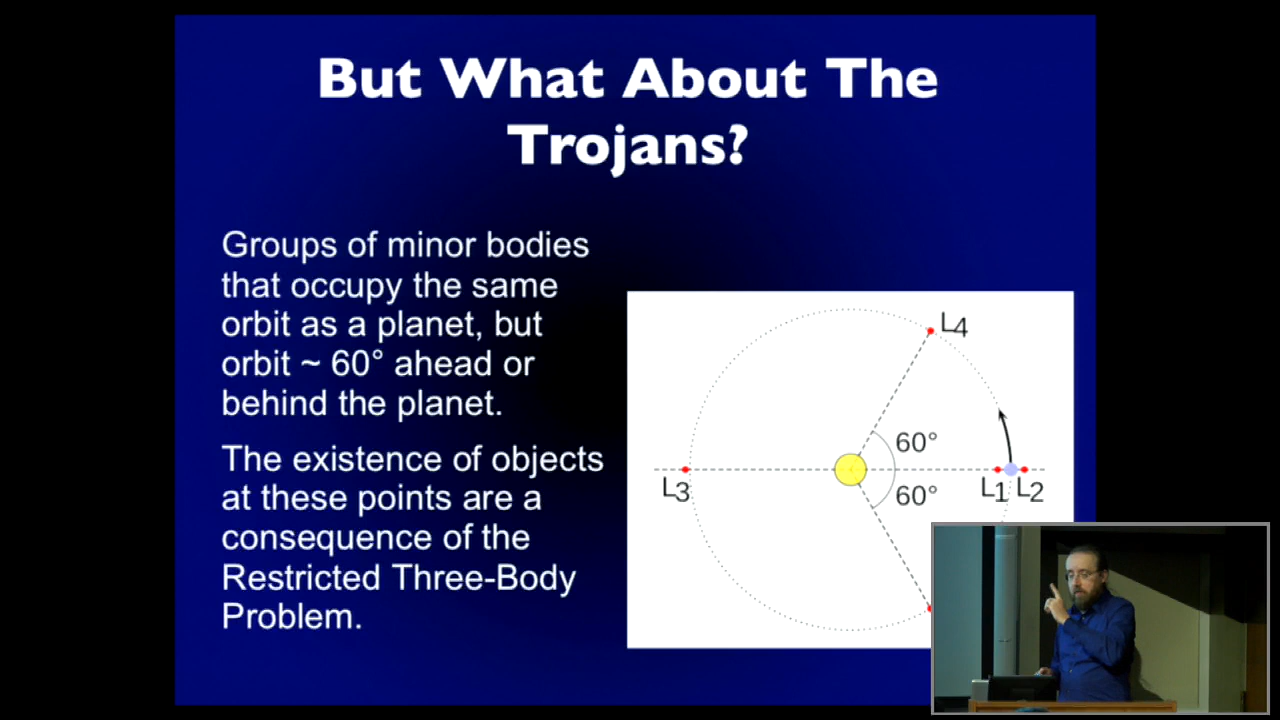 But What About The
Trojans?
Groups of minor bodies
that occupy the same
orbit as a planet, but
orbit ~ 60° ahead or
behind the planet.
The existence of objects
at these points are a
consequence of the
Restricted Three-Body
Problem.
L4
60°
60°
L3
L1
L2